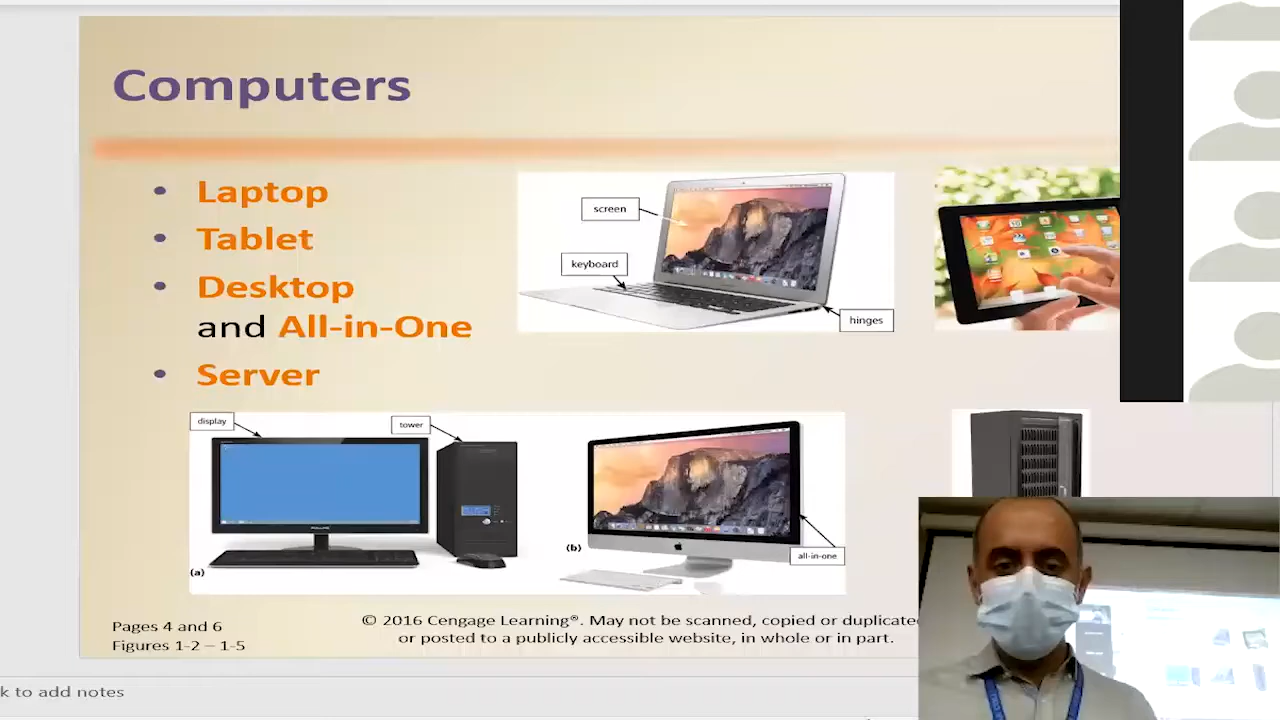 Computers
• Laptop
• Tablet
• Desktop
and All-in-One
• Server
screen
keyboard
hinges
display
tower
(a)
(b)
all-in-one
Pages 4 and 6
Figures 1-2 – 1-5
© 2016 Cengage Learning®. May not be scanned, copied or duplicated
or posted to a publicly accessible website, in whole or in part.
k to add notes